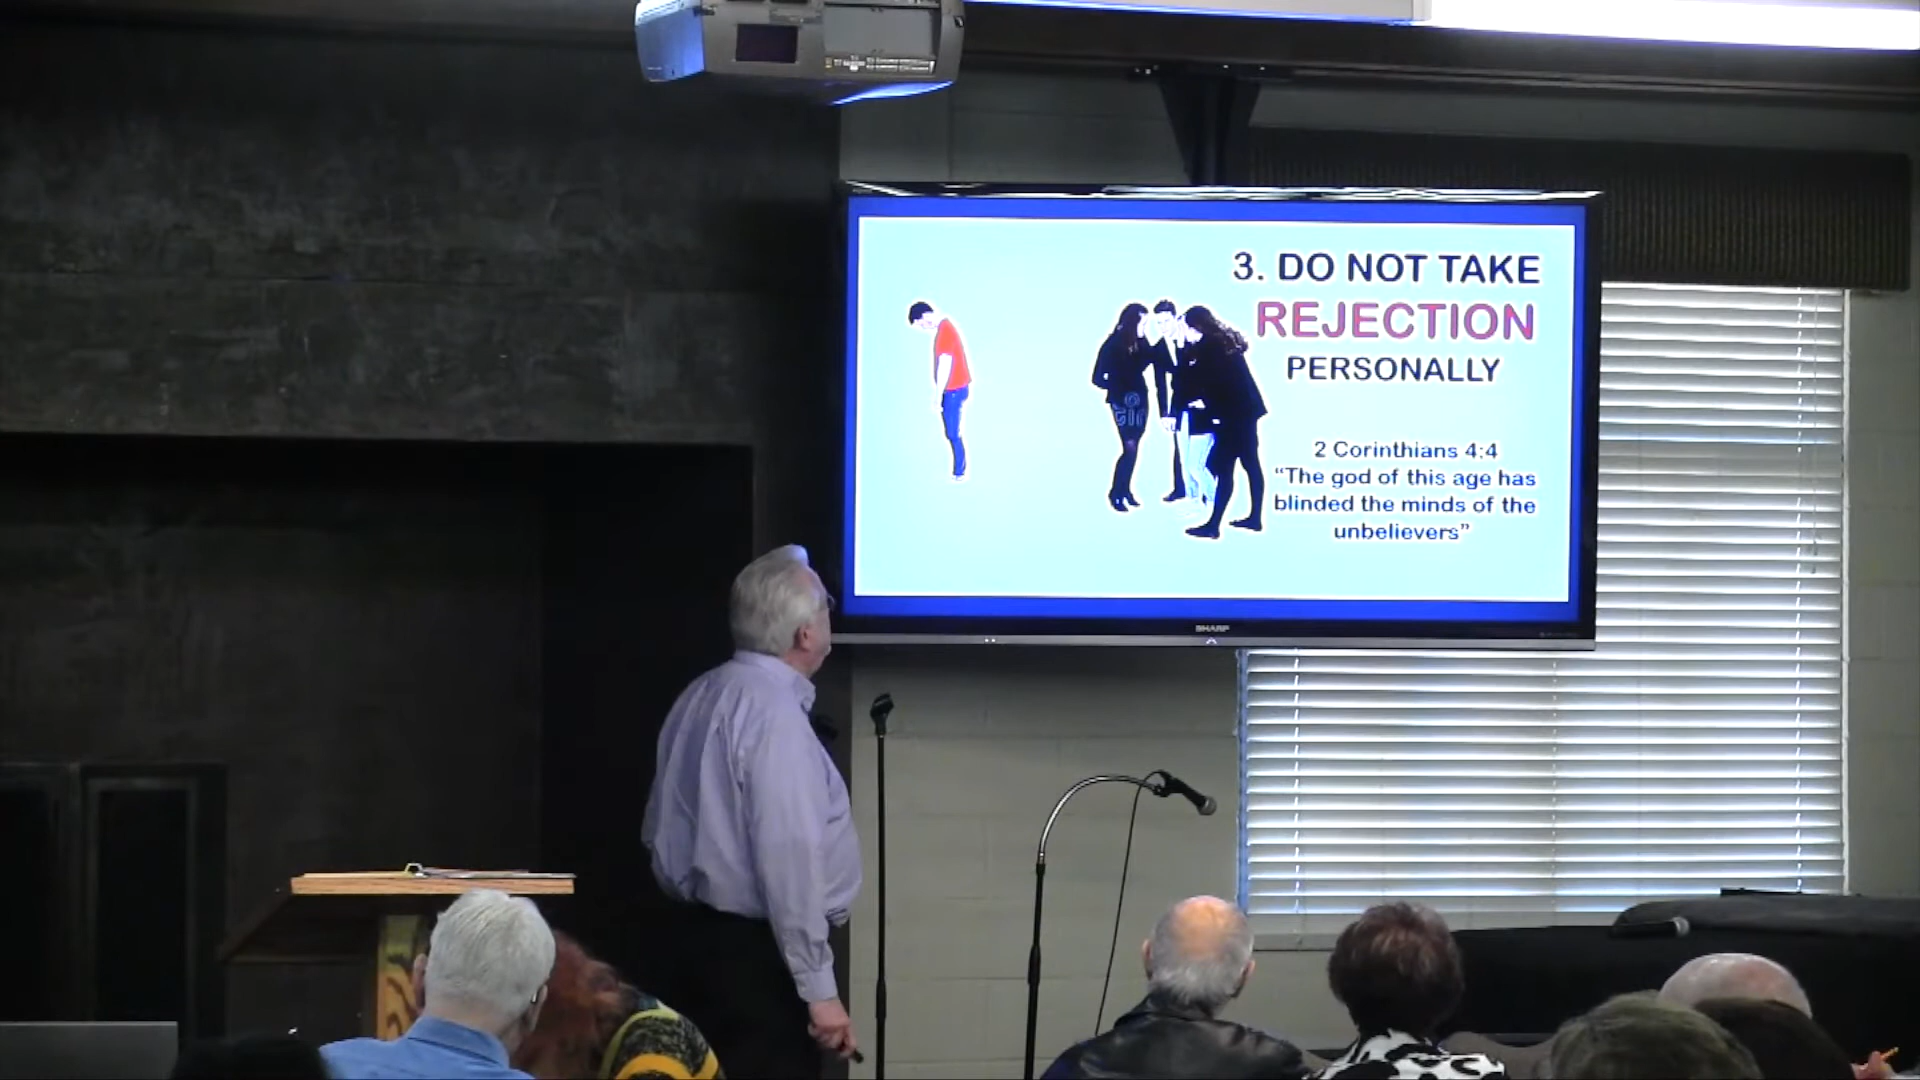 3. DO NOT TAKE
REJECTION
PERSONALLY
2 Corinthians 4:4
“The god of this age has
blinded the minds of the
unbelievers”
SHARP